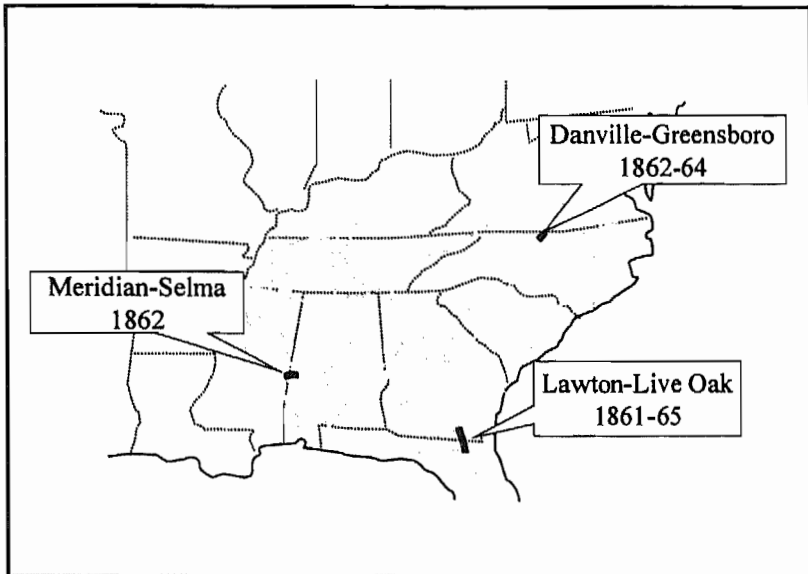 Danville-Greensboro
1862-64
Meridian-Selma
1862
Lawton-Live Oak
1861-65